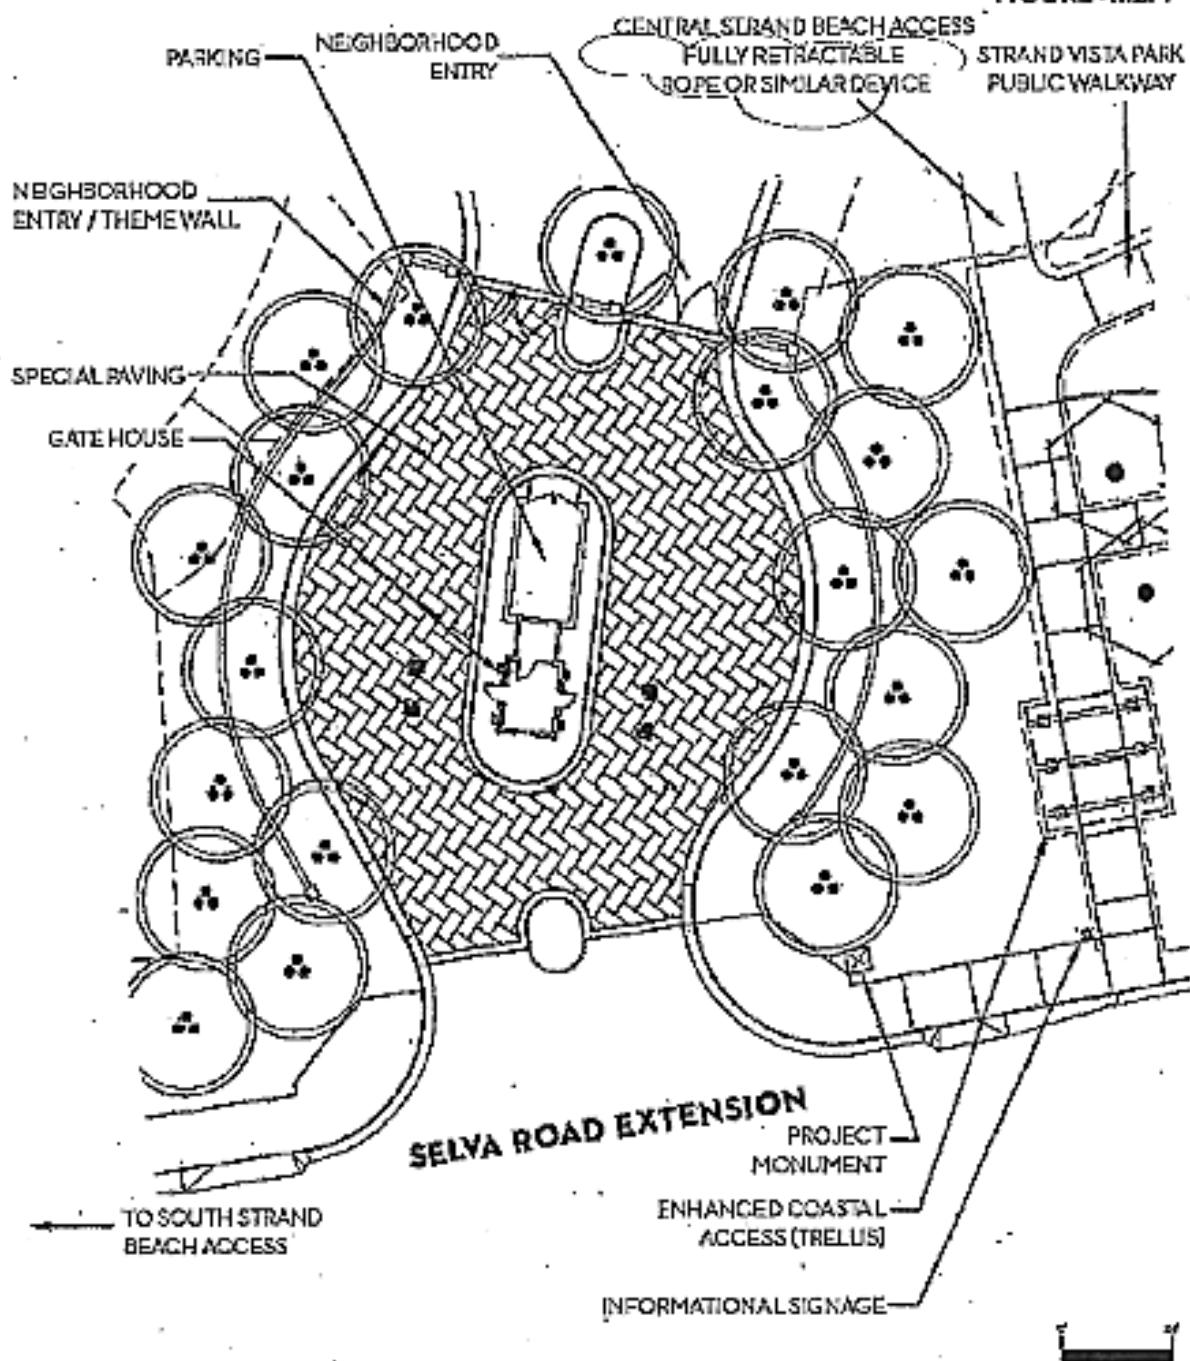 CENTRAL STRAND BEACH ACCESS
FULLY RETRACTABLE
ROPE OR SIMILAR DEVICE
STRAND VISTA PARK
PUBLIC WALKWAY
PARKING
NEIGHBORHOOD
ENTRY
NEIGHBORHOOD
ENTRY / THEME WALL
SPECIAL PAVING
GATE HOUSE
SELVA ROAD EXTENSION
PROJECT
MONUMENT
ENHANCED COASTAL
ACCESS (TRELLIS)
INFORMATIONAL SIGNAGE
TO SOUTH STRAND
BEACH ACCESS